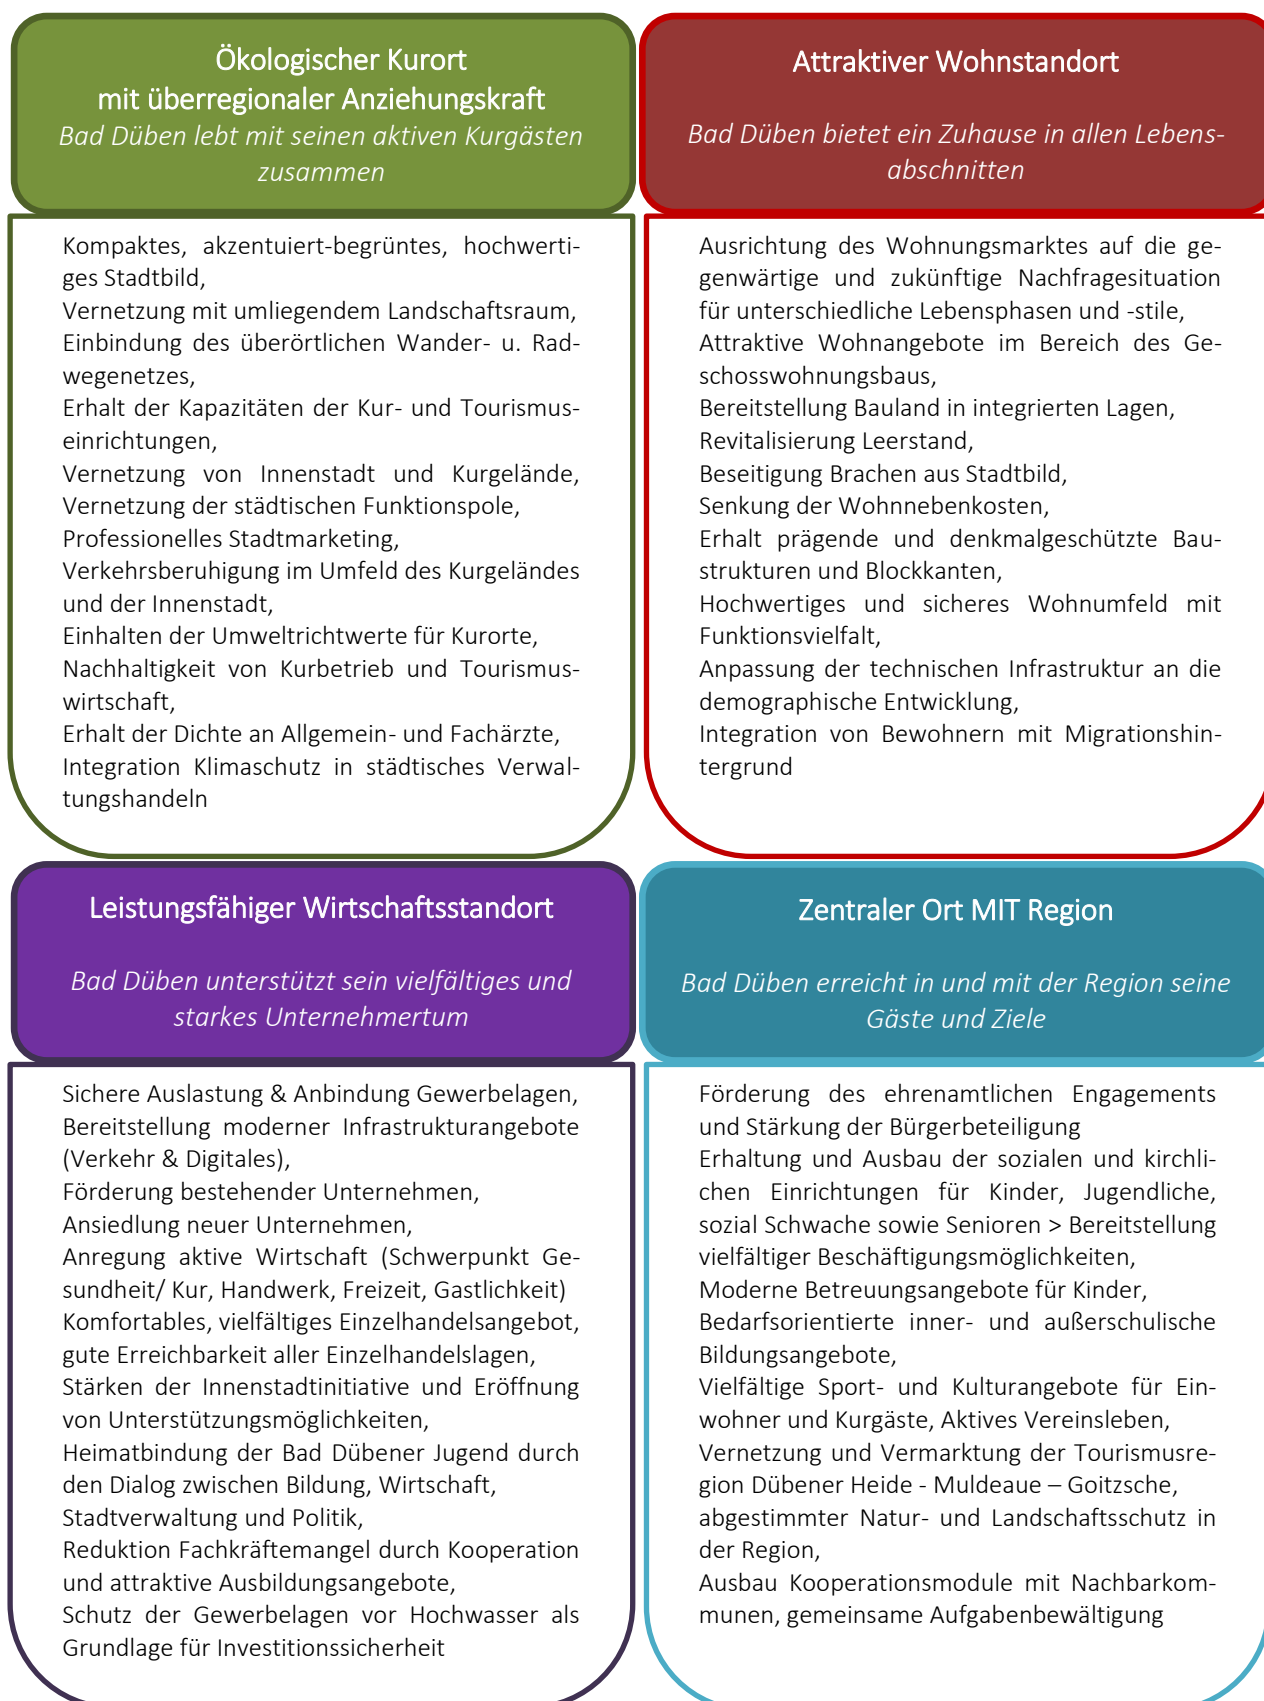 Ökologischer Kurort
mit überregionaler Anziehungskraft
Bad Düben lebt mit seinen aktiven Kurgästen
zusammen
Kompaktes, akzentuiert-begrüntes, hochwerti-
ges Stadtbild,
Vernetzung mit umliegendem Landschaftsraum,
Einbindung des überörtlichen Wander- u. Rad-
wegenetzes,
Erhalt der Kapazitäten der Kur- und Tourismus-
einrichtungen,
Vernetzung von Innenstadt und Kurgelände,
Vernetzung der städtischen Funktionspole,
Professionelles Stadtmarketing,
Verkehrsberuhigung im Umfeld des Kurgeländes
und der Innenstadt,
Einhalten der Umweltrichtwerte für Kurorte,
Nachhaltigkeit von Kurbetrieb und Tourismus-
wirtschaft,
Erhalt der Dichte an Allgemein- und Fachärzte,
Integration Klimaschutz in städtisches Verwal-
tungshandeln
Attraktiver Wohnstandort
Bad Düben bietet ein Zuhause in allen Lebens-
abschnitten
Ausrichtung des Wohnungsmarktes auf die ge-
genwärtige und zukünftige Nachfragesituation
für unterschiedliche Lebensphasen und -stile,
Attraktive Wohnangebote im Bereich des Ge-
schosswohnungsbaus,
Bereitstellung Bauland in integrierten Lagen,
Revitalisierung Leerstand,
Beseitigung Brachen aus Stadtbild,
Senkung der Wohnnebenkosten,
Erhalt prägende und denkmalgeschützte Bau-
strukturen und Blockkanten,
Hochwertiges und sicheres Wohnumfeld mit
Funktionsvielfalt,
Anpassung der technischen Infrastruktur an die
demographische Entwicklung,
Integration von Bewohnern mit Migrationshin-
tergrund
Leistungsfähiger Wirtschaftsstandort
Bad Düben unterstützt sein vielfältiges und
starkes Unternehmertum
Sichere Auslastung & Anbindung Gewerbelagen,
Bereitstellung moderner Infrastrukturangebote
(Verkehr & Digitales),
Förderung bestehender Unternehmen,
Ansiedlung neuer Unternehmen,
Anregung aktive Wirtschaft (Schwerpunkt Ge-
sundheit/ Kur, Handwerk, Freizeit, Gastlichkeit)
Komfortables, vielfältiges Einzelhandelsangebot,
gute Erreichbarkeit aller Einzelhandelslagen,
Stärken der Innenstadtinitiative und Eröffnung
von Unterstützungsmöglichkeiten,
Heimatbindung der Bad Dübener Jugend durch
den Dialog zwischen Bildung, Wirtschaft,
Stadtverwaltung und Politik,
Reduktion Fachkräftemangel durch Kooperation
und attraktive Ausbildungsangebote,
Schutz der Gewerbelagen vor Hochwasser als
Grundlage für Investitionssicherheit
Zentraler Ort MIT Region
Bad Düben erreicht in und mit der Region seine
Gäste und Ziele
Förderung des ehrenamtlichen Engagements
und Stärkung der Bürgerbeteiligung
Erhaltung und Ausbau der sozialen und kirchli-
chen Einrichtungen für Kinder, Jugendliche,
sozial Schwache sowie Senioren > Bereitstellung
vielfältiger Beschäftigungsmöglichkeiten,
Moderne Betreuungsangebote für Kinder,
Bedarfsorientierte inner- und außerschulische
Bildungsangebote,
Vielfältige Sport- und Kulturangebote für Ein-
wohner und Kurgäste, Aktives Vereinsleben,
Vernetzung und Vermarktung der Tourismusre-
gion Dübener Heide - Muldeaue – Goitzsche,
abgestimmter Natur- und Landschaftsschutz in
der Region,
Ausbau Kooperationsmodule mit Nachbarkom-
munen, gemeinsame Aufgabenbewältigung